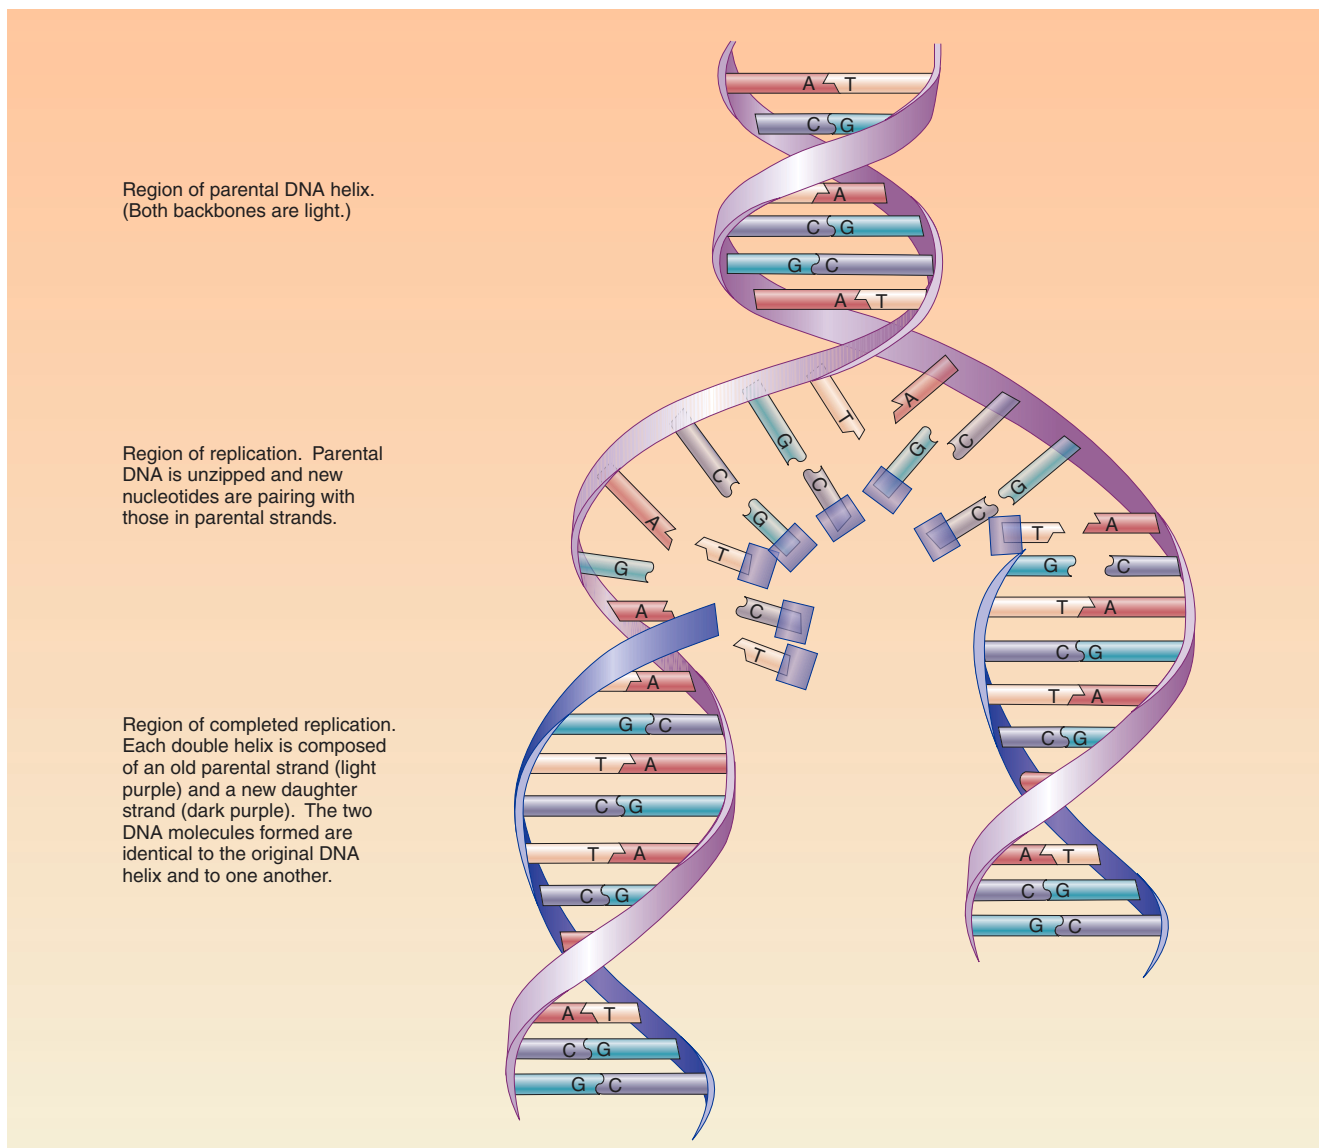 A T
C G
Region of parental DNA helix.
(Both backbones are light.)
A
C G
G C
A T
Region of replication. Parental
DNA is unzipped and new
nucleotides are pairing with
those in parental strands.
T A
G C
C G
A G C G
G C
T C T A
G G C
A C T A
T C G
Region of completed replication.
Each double helix is composed
of an old parental strand (light
purple) and a new daughter
strand (dark purple). The two
DNA molecules formed are
identical to the original DNA
helix and to one another.
A T A
G C C G
T A
C G
T A A T
C G C G
G C
A T
C G
G C